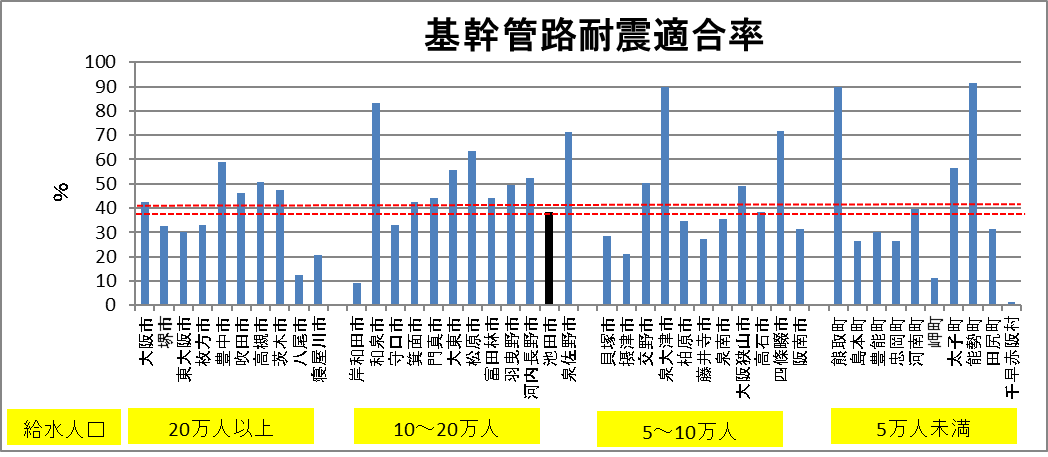 基幹管路耐震適合率
%
100
90
80
70
60
50
40
30
20
10
0
大阪市
堺市
東大阪市
枚方市
豊中市
吹田市
高槻市
茨木市
八尾市
寝屋川市
岸和田市
和泉市
守口市
箕面市
門真市
大東市
松原市
富田林市
羽曳野市
河内長野市
池田市
泉佐野市
貝塚市
摂津市
交野市
泉大津市
柏原市
藤井寺市
泉南市
大阪狭山市
高石市
四條畷市
阪南市
熊取町
島本町
豊能町
忠岡町
河南町
岬町
太子町
能勢町
田尻町
千早赤阪村
給水人口
20万人以上
10～20万人
5～10万人
5万人未満